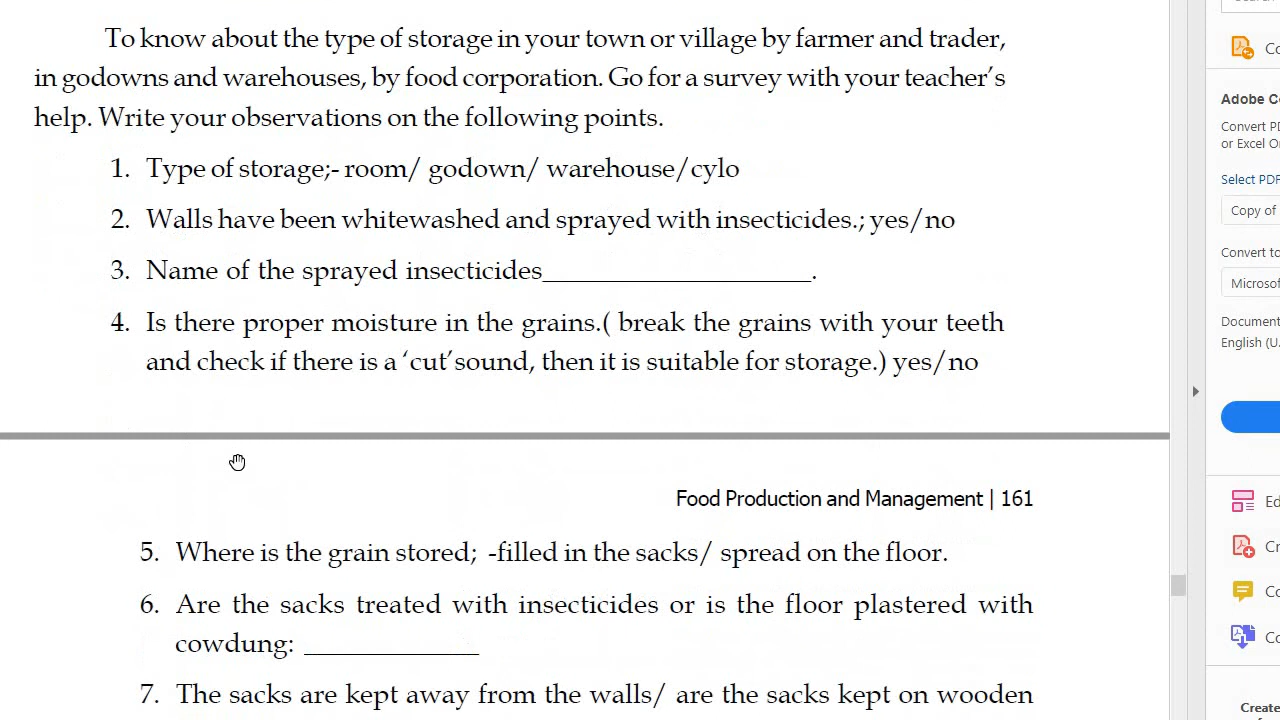 To know about the type of storage in your town or village by farmer and trader,
in godowns and warehouses, by food corporation. Go for a survey with your teacher's
help. Write your observations on the following points.
1. Type of storage;- room/ godown/ warehouse/cylo
2. Walls have been whitewashed and sprayed with insecticides.; yes/no
3. Name of the sprayed insecticides___________________.
4. Is there proper moisture in the grains.( break the grains with your teeth
and check if there is a ‘cut’sound, then it is suitable for storage.) yes/no
Food Production and Management | 161
5. Where is the grain stored; -filled in the sacks/ spread on the floor.
6. Are the sacks treated with insecticides or is the floor plastered with
cowdung: ____________
7. The sacks are kept away from the walls/ are the sacks kept on wooden
Adobe
Convert
or Excel
Select PDF
Copy of
Convert to
Document
English
Create